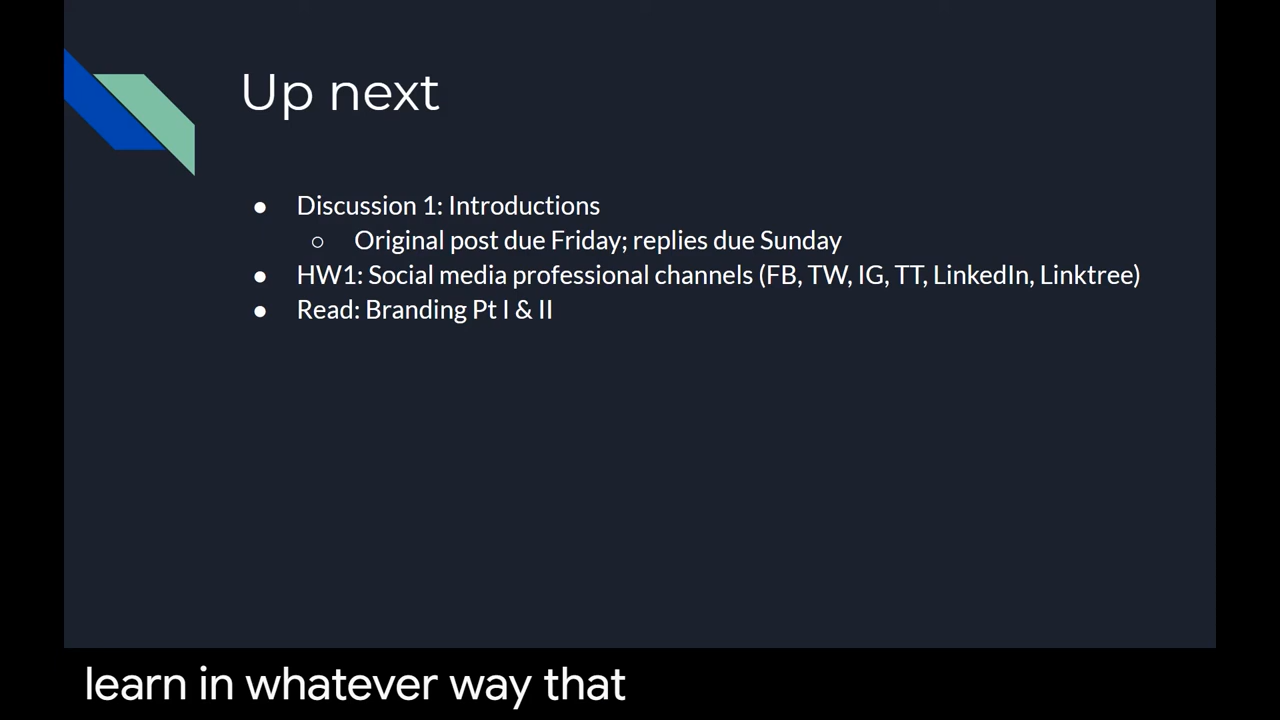 Up next
● Discussion 1: Introductions
○ Original post due Friday; replies due Sunday
● HW1: Social media professional channels (FB, TW, IG, TT, LinkedIn, Linktree)
● Read: Branding Pt I & II
learn in whatever way that